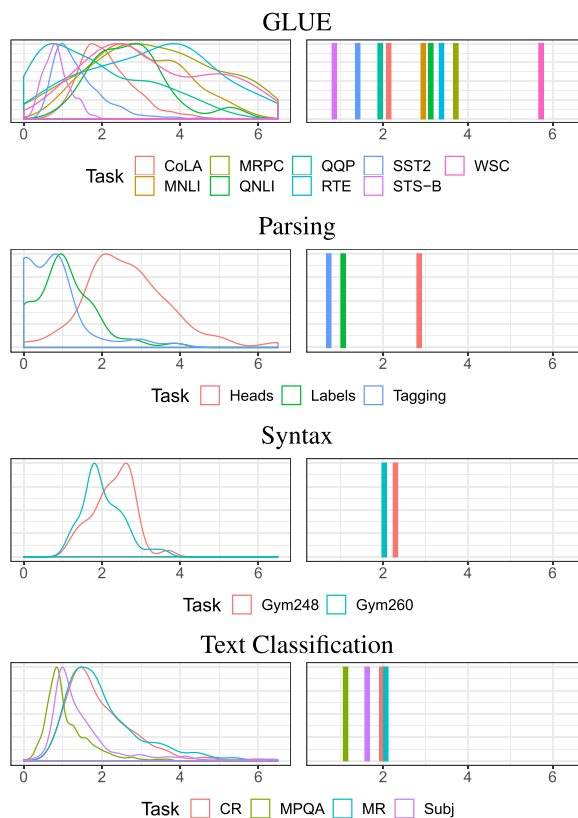 GLUE
0 2 4 6 2 4 6
Task CoLA MRPC QQP SST2 WSC
MNLI QNLI RTE STS−B
Parsing
0 2 4 6 2 4 6
Task Heads Labels Tagging
Syntax
0 2 4 6 2 4 6
Task Gym248 Gym260
Text Classification
0 2 4 6 2 4 6
Task CR MPQA MR Subj